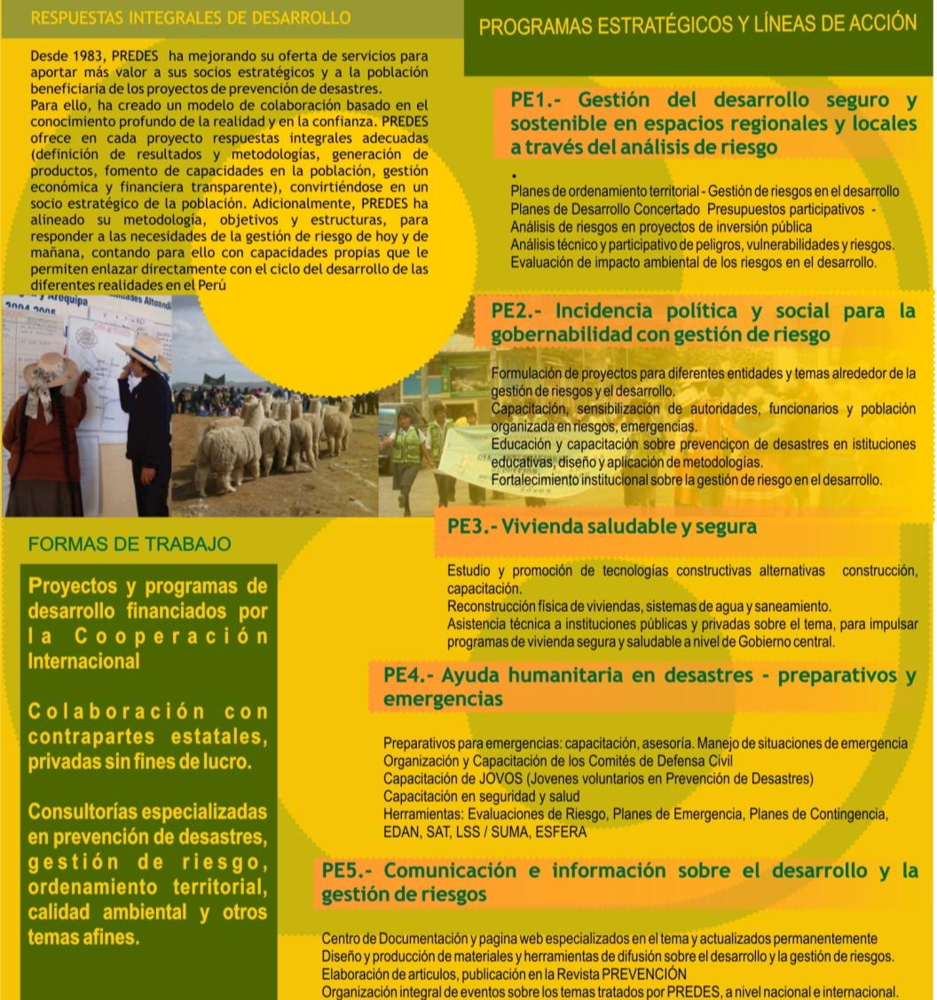 RESPUESTAS INTEGRALES DE DESARROLLO
Desde 1983, PREDES ha mejorando su oferta de servicios para
aportar más valor a sus socios estratégicos y a la población
beneficiaria de los proyectos de prevención de desastres.
Para ello, ha creado un modelo de colaboración basado en el
conocimiento profundo de la realidad y en la confianza. PREDES
ofrece en cada proyecto respuestas integrales adecuadas
(definición de resultados y metodologías, generación de
productos, fomento de capacidades en la población, gestión
económica y financiera transparente), convirtiéndose en un
socio estratégico de la población. Adicionalmente, PREDES ha
alineado su metodología, objetivos y estructuras, para
responder a las necesidades de la gestión de riesgo de hoy y de
mañana, contando para ello con capacidades propias que le
permiten enlazar directamente con el ciclo del desarrollo de las
diferentes realidades en el Perú
y Arequipa
2004-2005
FORMAS DE TRABAJO
Proyectos y programas de
desarrollo financiados por
la Cooperación
Internacional
Colaboración con
contrapartes estatales,
privadas sin fines de lucro.
Consultorías especializadas
en prevención de desastres,
gestión de riesgo,
ordenamiento territorial,
calidad ambiental y otros
temas afines.
PROGRAMAS ESTRATÉGICOS Y LÍNEAS DE ACCIÓN
PE1.- Gestión del desarrollo seguro y
sostenible en espacios regionales y locales
a través del análisis de riesgo
•
Planes de ordenamiento territorial - Gestión de riesgos en el desarrollo
Planes de Desarrollo Concertado Presupuestos participativos -
Análisis de riesgos en proyectos de inversión pública
Análisis técnico y participativo de peligros, vulnerabilidades y riesgos.
Evaluación de impacto ambiental de los riesgos en el desarrollo.
PE2.- Incidencia política y social para la
gobernabilidad con gestión de riesgo
Formulación de proyectos para diferentes entidades y temas alrededor de la
gestión de riesgos y el desarrollo.
Capacitación, sensibilización de autoridades, funcionarios y población
organizada en riesgos, emergencias.
Educación y capacitación sobre prevençiçon de desastres en istituciones
educativas, diseño y aplicación de metodologías.
Fortalecimiento institucional sobre la gestión de riesgo en el desarrollo.
PE3.- Vivienda saludable y segura
Estudio y promoción de tecnologías constructivas alternativas construcción,
capacitación.
Reconstrucción física de viviendas, sistemas de agua y saneamiento.
Asistencia técnica a instituciones públicas y privadas sobre el tema, para impulsar
programas de vivienda segura y saludable a nivel de Gobierno central.
PE4.- Ayuda humanitaria en desastres - preparativos y
emergencias
Preparativos para emergencias: capacitación, asesoría. Manejo de situaciones de emergencia
Organización y Capacitación de los Comités de Defensa Civil
Capacitación de JOVOS (Jovenes voluntarios en Prevención de Desastres)
Capacitación en seguridad y salud
Herramientas: Evaluaciones de Riesgo, Planes de Emergencia, Planes de Contingencia,
EDAN, SAT, LSS / SUMA, ESFERA
PE5.- Comunicación e información sobre el desarrollo y la
gestión de riesgos
Centro de Documentación y pagina web especializados en el tema y actualizados permanentemente
Diseño y producción de materiales y herramientas de difusión sobre el desarrollo y la gestión de riesgos.
Elaboración de articulos, publicación en la Revista PREVENCIÓN
Organización integral de eventos sobre los temas tratados por PREDES, a nivel nacional e internacional.